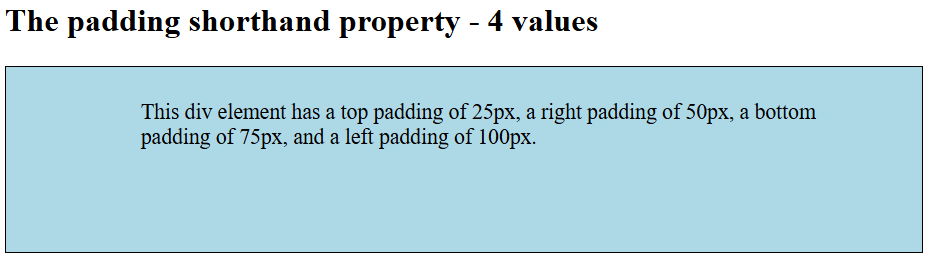 The padding shorthand property - 4 values
This div element has a top padding of 25px, a right padding of 50px, a bottom
padding of 75px, and a left padding of 100px.